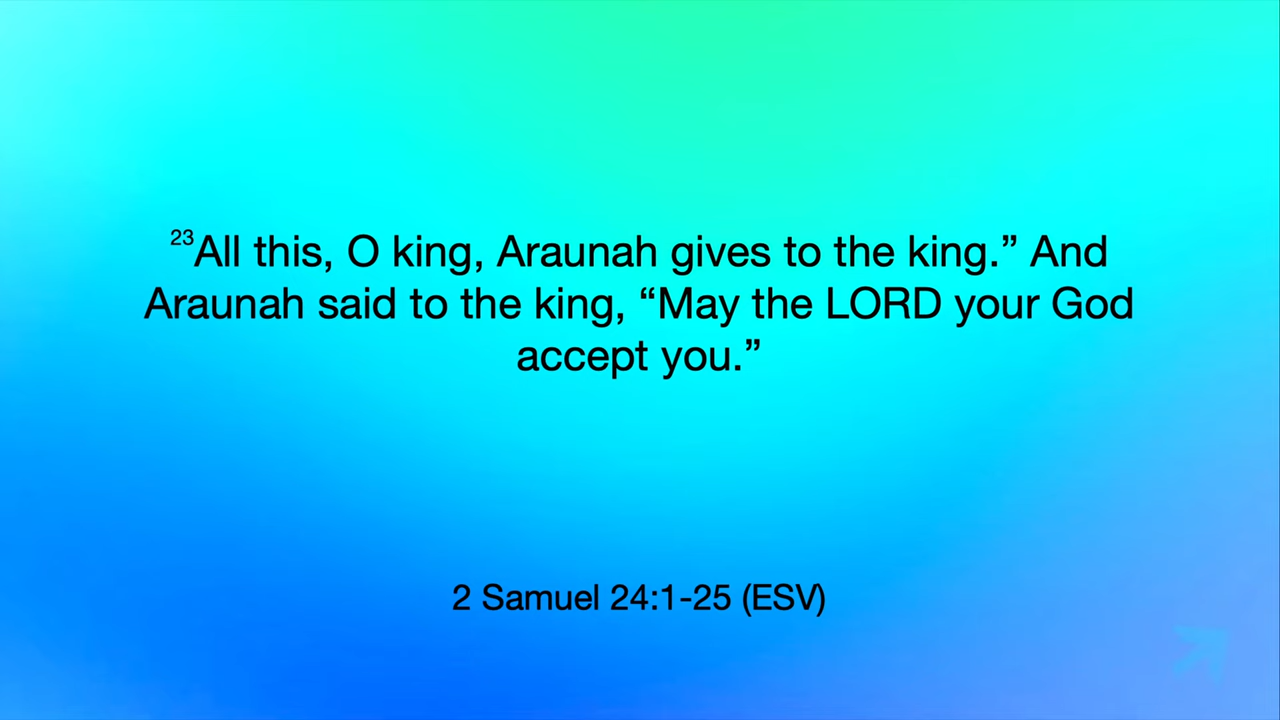 23All this, O king, Araunah gives to the king.” And
Araunah said to the king, “May the LORD your God
accept you.”
2 Samuel 24:1-25 (ESV)